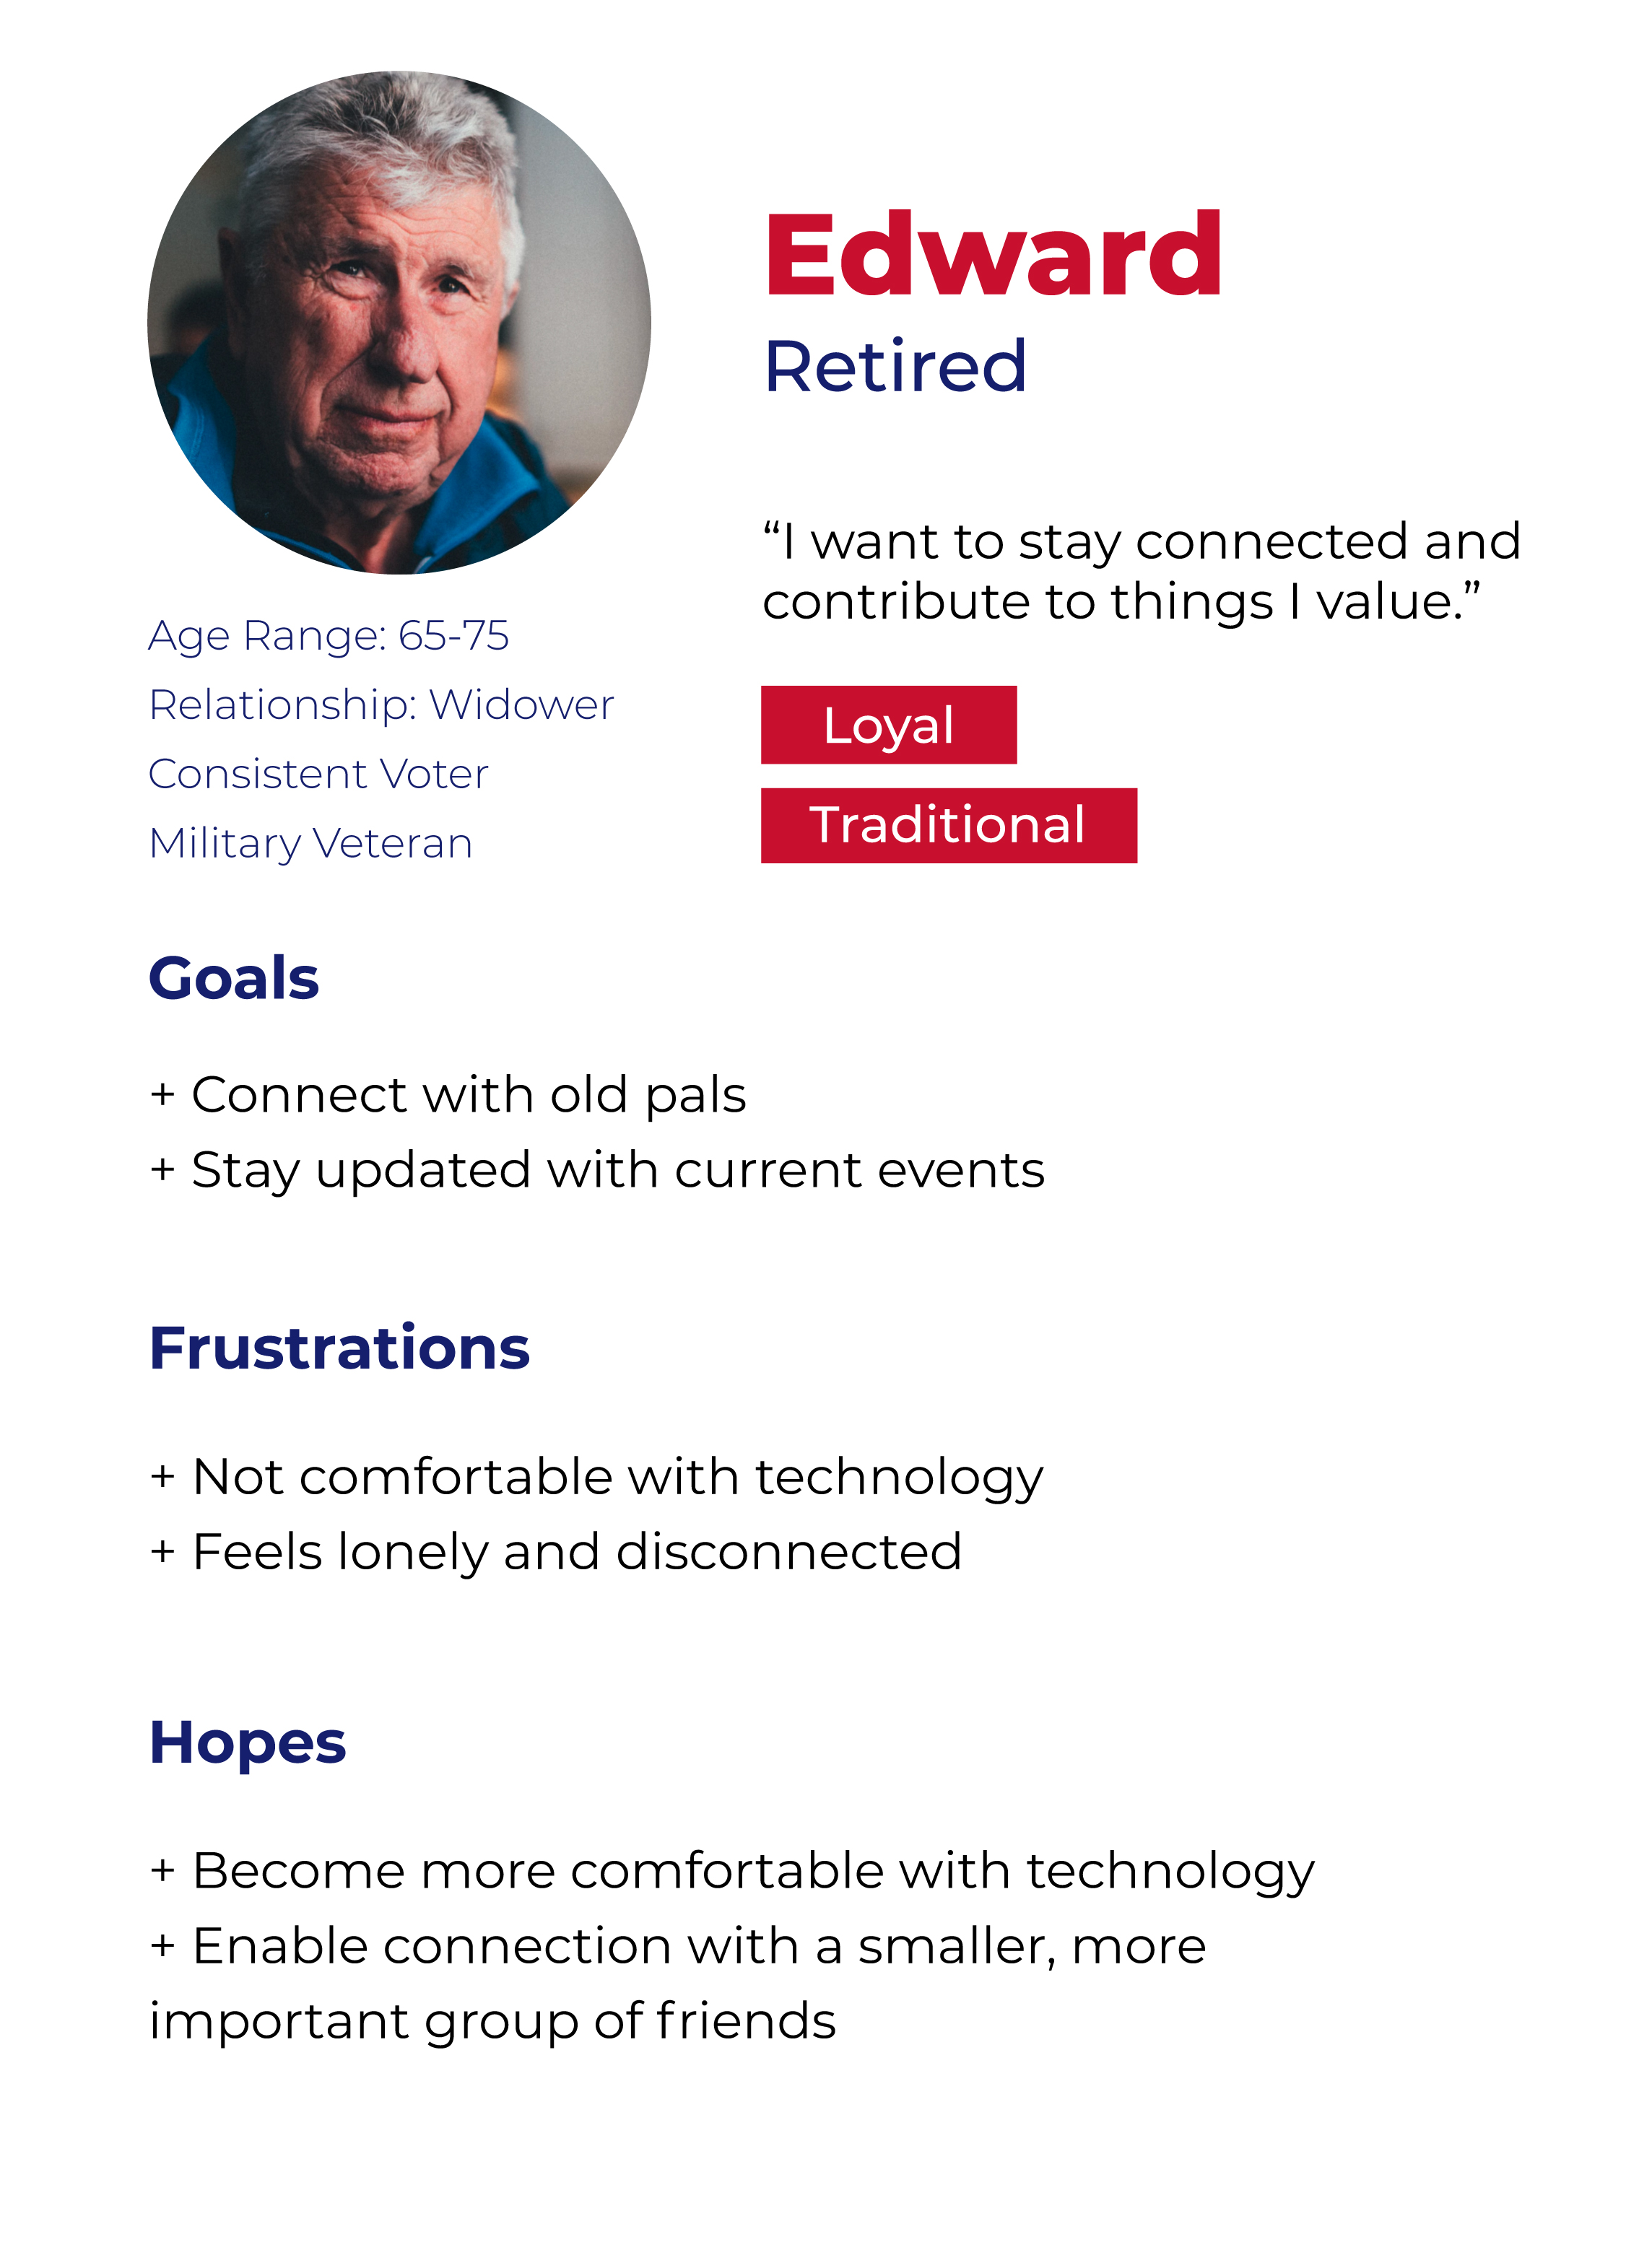 Edward
Retired
“I want to stay connected and
contribute to things I value.”
Loyal
Traditional
Age Range: 65-75
Relationship: Widower
Consistent Voter
Military Veteran
Goals
+ Connect with old pals
+ Stay updated with current events
Frustrations
+ Not comfortable with technology
+ Feels lonely and disconnected
Hopes
+ Become more comfortable with technology
+ Enable connection with a smaller, more
important group of friends